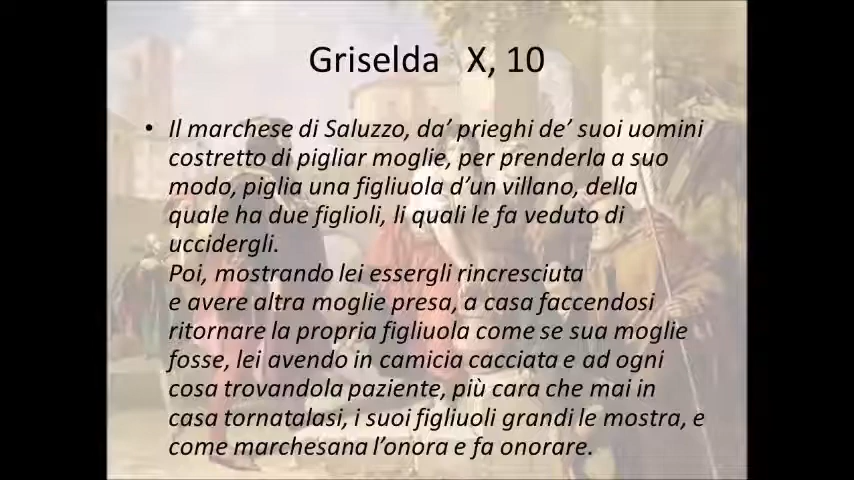 Griselda X, 10
• Il marchese di Saluzzo, da’ prieghi de’ suoi uomini
costretto di pigliar moglie, per prenderla a suo
modo, piglia una figliuola d’un villano, della
quale ha due figlioli, li quali le fa veduto di
uccidergli.
Poi, mostrando lei essergli rincresciuta
e avere altra moglie presa, a casa faccendosi
ritornare la propria figliuola come se sua moglie
fosse, lei avendo in camicia cacciata e ad ogni
cosa trovandola paziente, più cara che mai in
casa tornatalasi, i suoi figliuoli grandi le mostra, e
come marchesana l’onora e fa onorare.